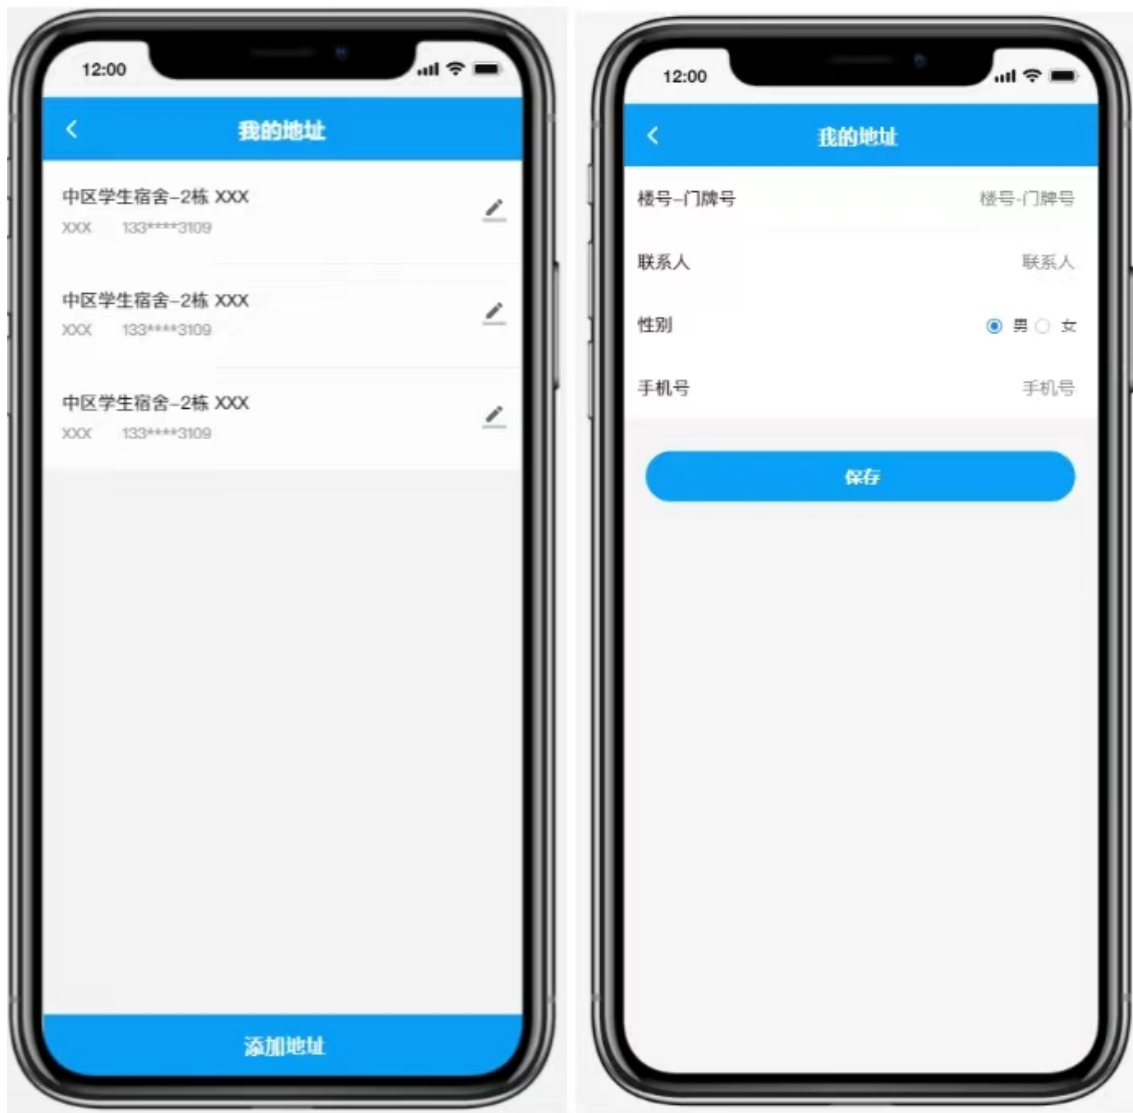 12:00
我的地址
中区学生宿舍-2栋 XXX
XXX 133****3109
中区学生宿舍-2栋 XXX
XXX 133****3109
中区学生宿舍-2栋 XXX
XXX 133****3109
添加地址
12:00
我的地址
楼号-门牌号 楼号-门牌号
联系人 联系人
性别 男 女
手机号 手机号
保存